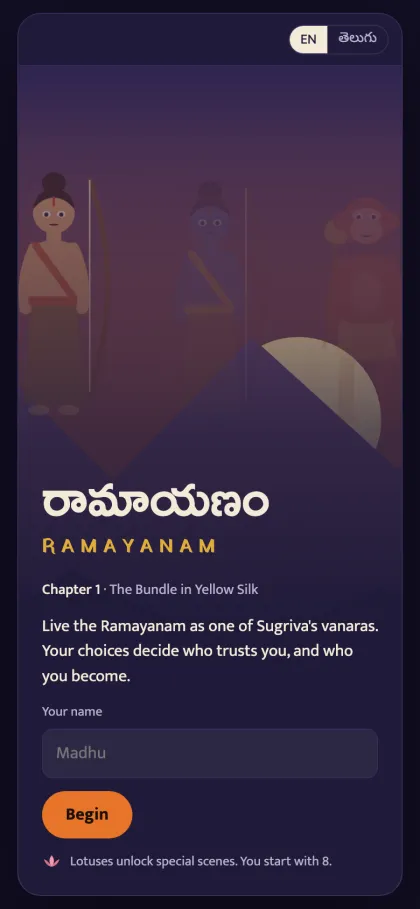 EN తెలుగు
రామాయణం
RAMAYANAM
Chapter 1 · The Bundle in Yellow Silk
Live the Ramayanam as one of Sugriva's vanaras.
Your choices decide who trusts you, and who
you become.
Your name
Madhu
Begin
Lotuses unlock special scenes. You start with 8.